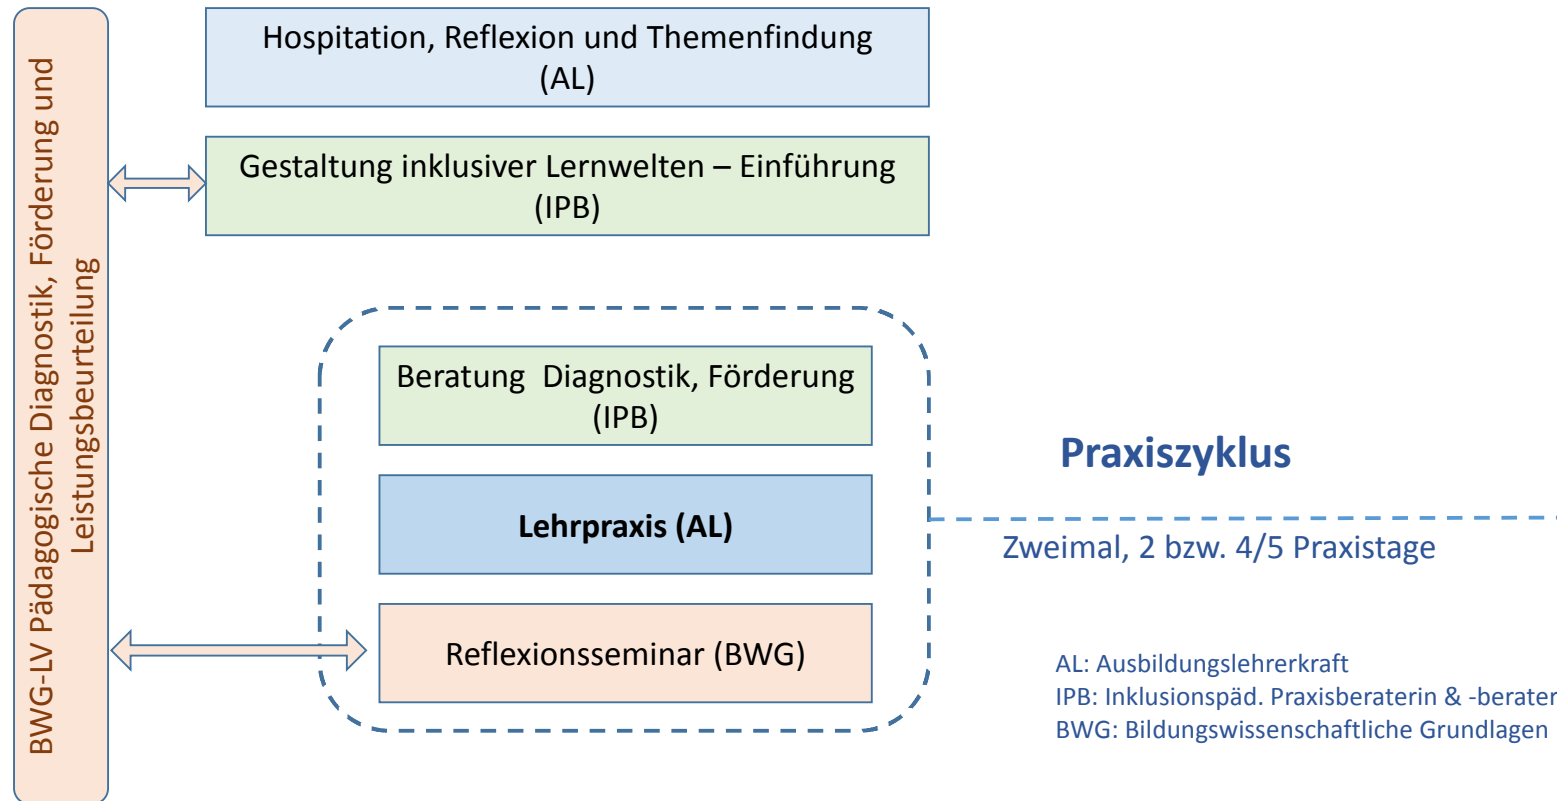 BWG-LV Pädagogische Diagnostik, Förderung und
Leistungsbeurteilung
Hospitation, Reflexion und Themenfindung
(AL)
Gestaltung inklusiver Lernwelten – Einführung
(IPB)
Beratung  Diagnostik, Förderung
(IPB)
Lehrpraxis (AL)
Reflexionsseminar (BWG)
Praxiszyklus
Zweimal, 2 bzw. 4/5 Praxistage
AL: Ausbildungslehrerkraft
IPB: Inklusionspäd. Praxisberaterin & -berater
BWG: Bildungswissenschaftliche Grundlagen